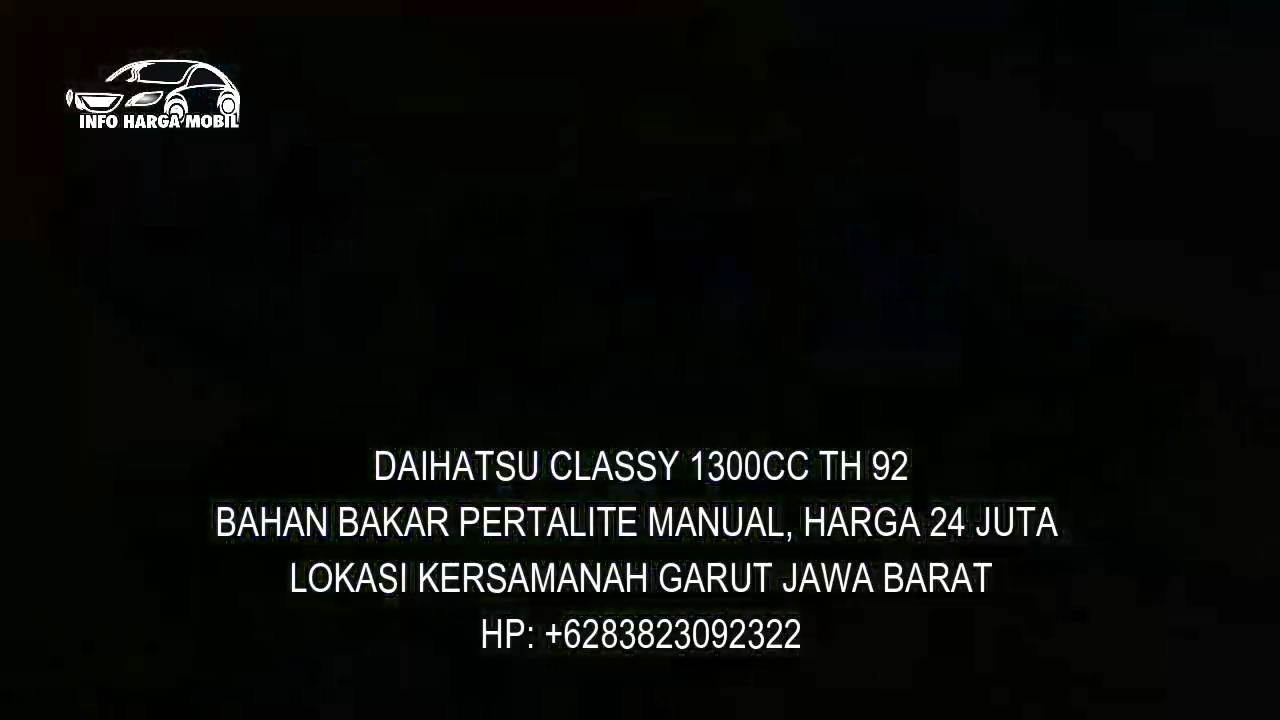 INFO HARGA MOBIL
DAIHATSU CLASSY 1300CC TH 92
BAHAN BAKAR PERTALITE MANUAL, HARGA 24 JUTA
LOKASI KERSAMANAH GARUT JAWA BARAT
HP: +6283823092322